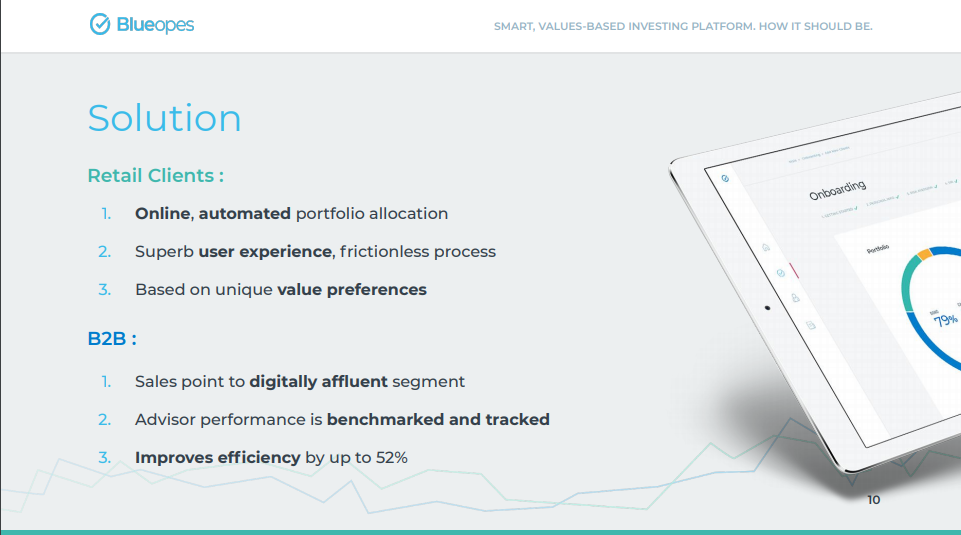 Blueopes
SMART, VALUES-BASED INVESTING PLATFORM. HOW IT SHOULD BE.
Solution
Retail Clients :
1. Online, automated portfolio allocation
2. Superb user experience, frictionless process
3. Based on unique value preferences
B2B :
1. Sales point to digitally affluent segment
2. Advisor performance is benchmarked and tracked
3. Improves efficiency by up to 52%
Onboarding
Portfolio
79%
10